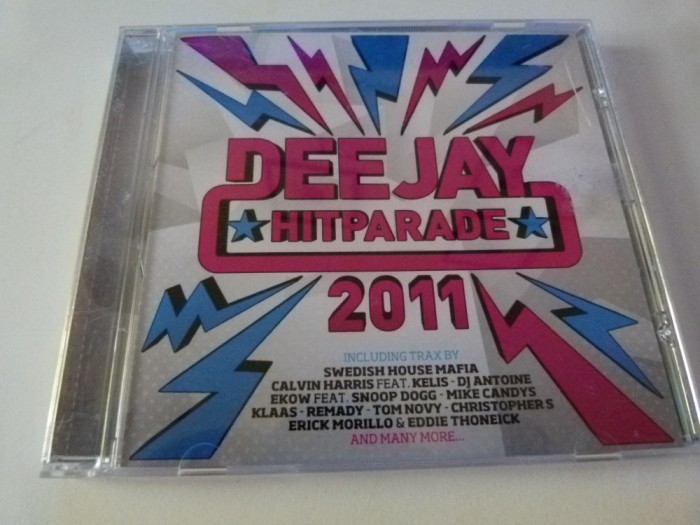 DEEJAY
HITPARADE
2011
INCLUDING TRAX BY
SWEDISH HOUSE MAFIA
CALVIN HARRIS FEAT. KELIS - DJ ANTOINE
EKOW FEAT. SNOOP DOGG - MIKE CANDYS
KLAAS - REMADY - TOM NOVY - CHRISTOPHER S
ERICK MORILLO & EDDIE THONEICK
AND MANY MORE...